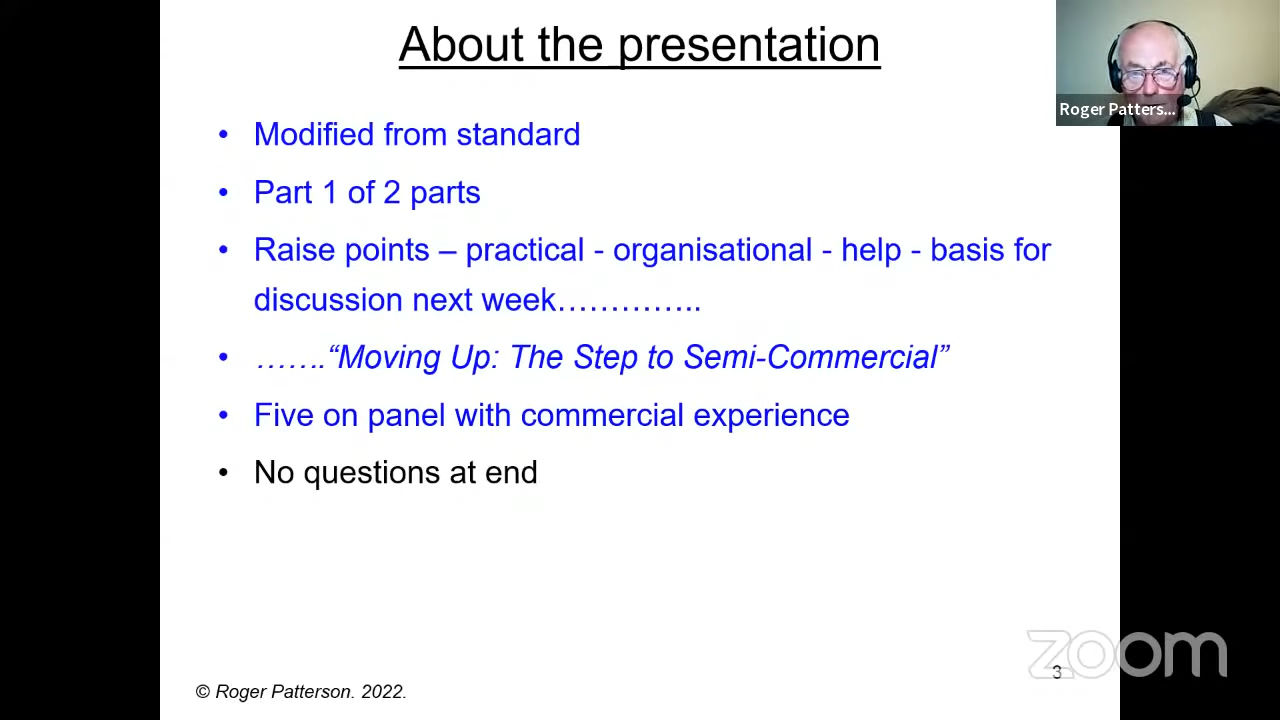 About the presentation
Roger Patters...
• Modified from standard
• Part 1 of 2 parts
• Raise points – practical - organisational - help - basis for
discussion next week…………..
• …….“Moving Up: The Step to Semi-Commercial”
• Five on panel with commercial experience
• No questions at end
zoom
3
© Roger Patterson. 2022.